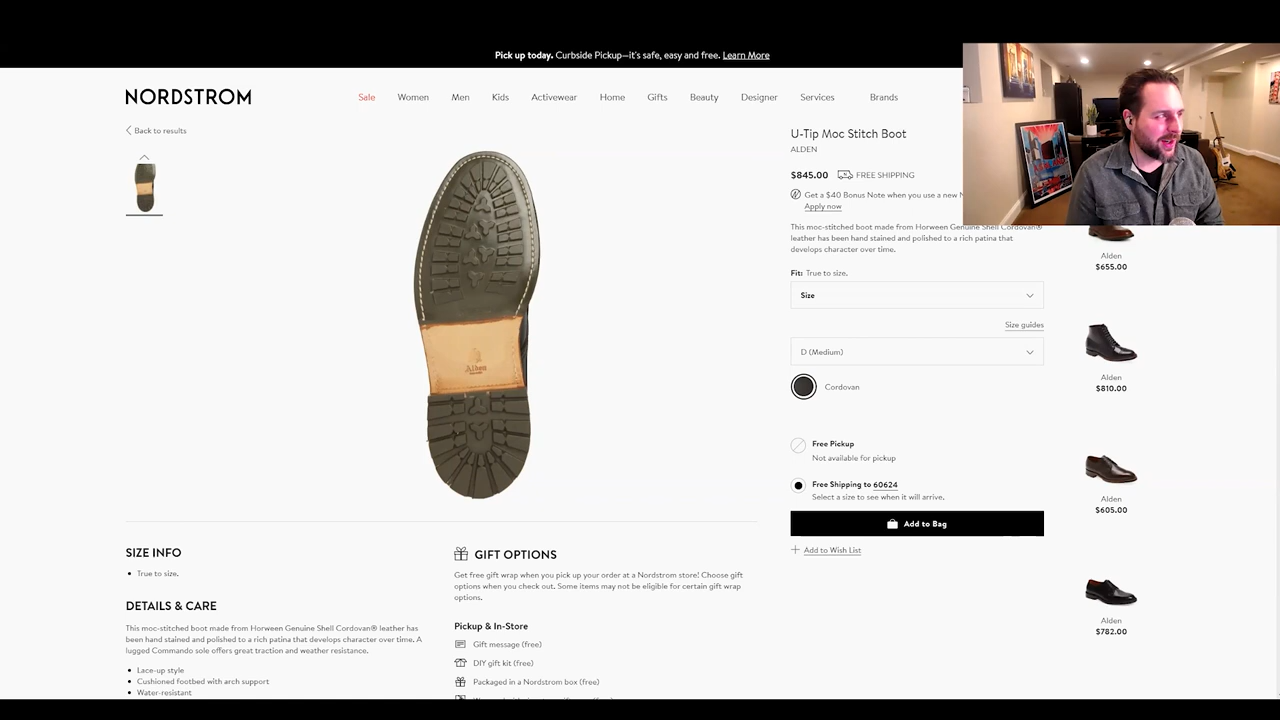 Pick up today. Curbside Pickup—it's safe, easy and free. Learn More
NORDSTROM
Sale Women Men Kids Activewear Home Gifts Beauty Designer Services Brands
Back to results
U-Tip Moc Stitch Boot
ALDEN
$845.00 FREE SHIPPING
Get a $40 Bonus Note when you use a new
Apply now
This moc-stitched boot made from Horween Genuine Shell Cordovan®
leather has been hand stained and polished to a rich patina that
develops character over time.
Fit: True to size.
Size
Size guides
D (Medium)
Cordovan
Free Pickup
Not available for pickup
Free Shipping to 60624
Select a size to see when it will arrive.
Add to Bag
Add to Wish List
Alden
$655.00
Alden
$810.00
Alden
$605.00
Alden
$782.00
Alden
SIZE INFO
True to size.
DETAILS & CARE
This moc-stitched boot made from Horween Genuine Shell Cordovan® leather has
been hand stained and polished to a rich patina that develops character over time. A
lugged Commando sole offers great traction and weather resistance.
Lace-up style
Cushioned footbed with arch support
Water-resistant
GIFT OPTIONS
Get free gift wrap when you pick up your order at a Nordstrom store! Choose gift
options when you check out. Some items may not be eligible for certain gift wrap
options.
Pickup & In-Store
Gift message (free)
DIY gift kit (free)
Packaged in a Nordstrom box (free)